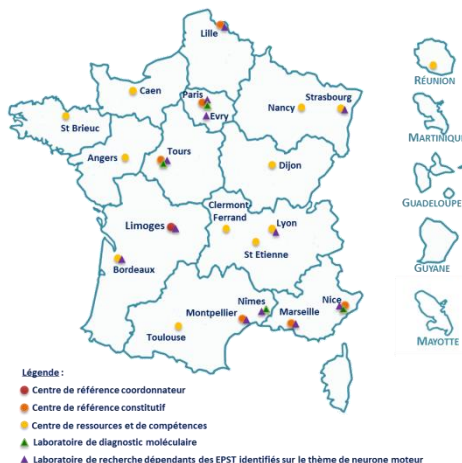 Lille
Caen
Paris
Strasbourg
Nancy
Evry
St Brieuc
RÉUNION
Angers
Tours
Dijon
MARTINIQUE
Clermont
Ferrand
GUADELOUPE
Limoges
Lyon
St Etienne
Bordeaux
GUYANE
Nîmes
Nice
Montpellier
Marseille
Toulouse
MAYOTTE
Légende :
Centre de référence coordonnateur
Centre de référence constitutif
Centre de ressources et de compétences
Laboratoire de diagnostic moléculaire
Laboratoire de recherche dépendants des EPST identifiés sur le thème de neurone moteur